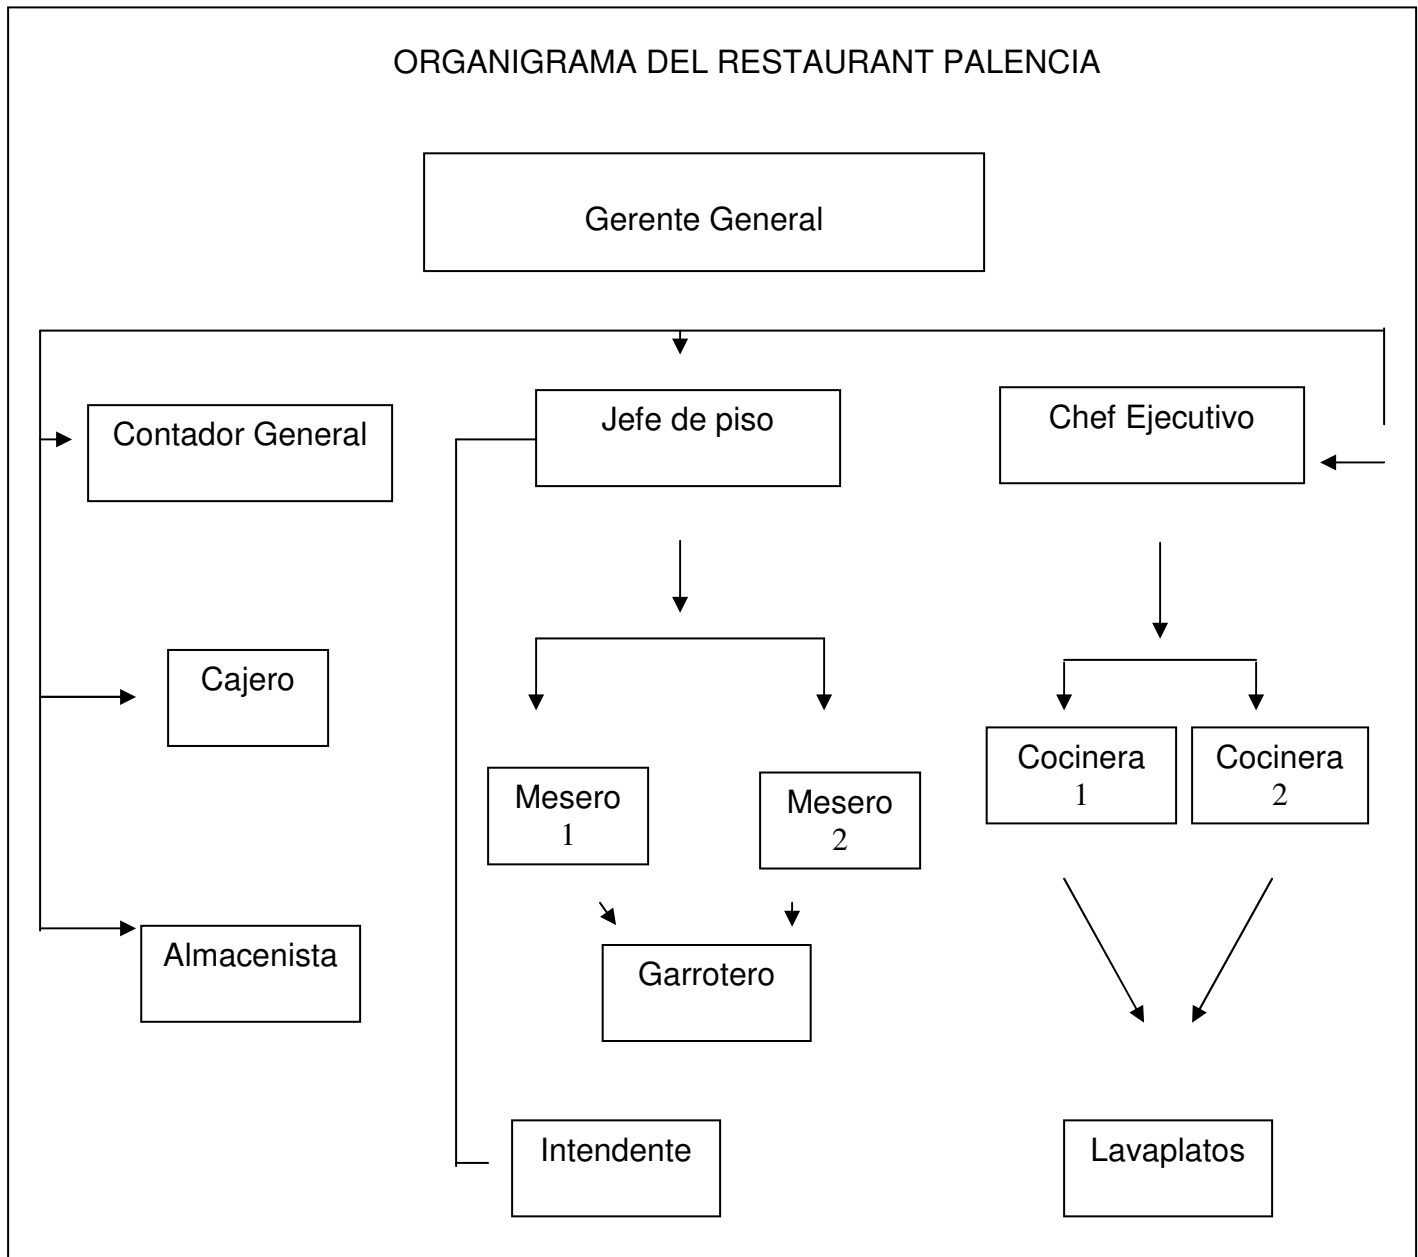 ORGANIGRAMA DEL RESTAURANT PALENCIA
Gerente General
Contador General
Jefe de piso
Chef Ejecutivo
Cajero
Mesero
1
Mesero
2
Cocinera
1
Cocinera
2
Almacenista
Garrotero
Intendente
Lavaplatos